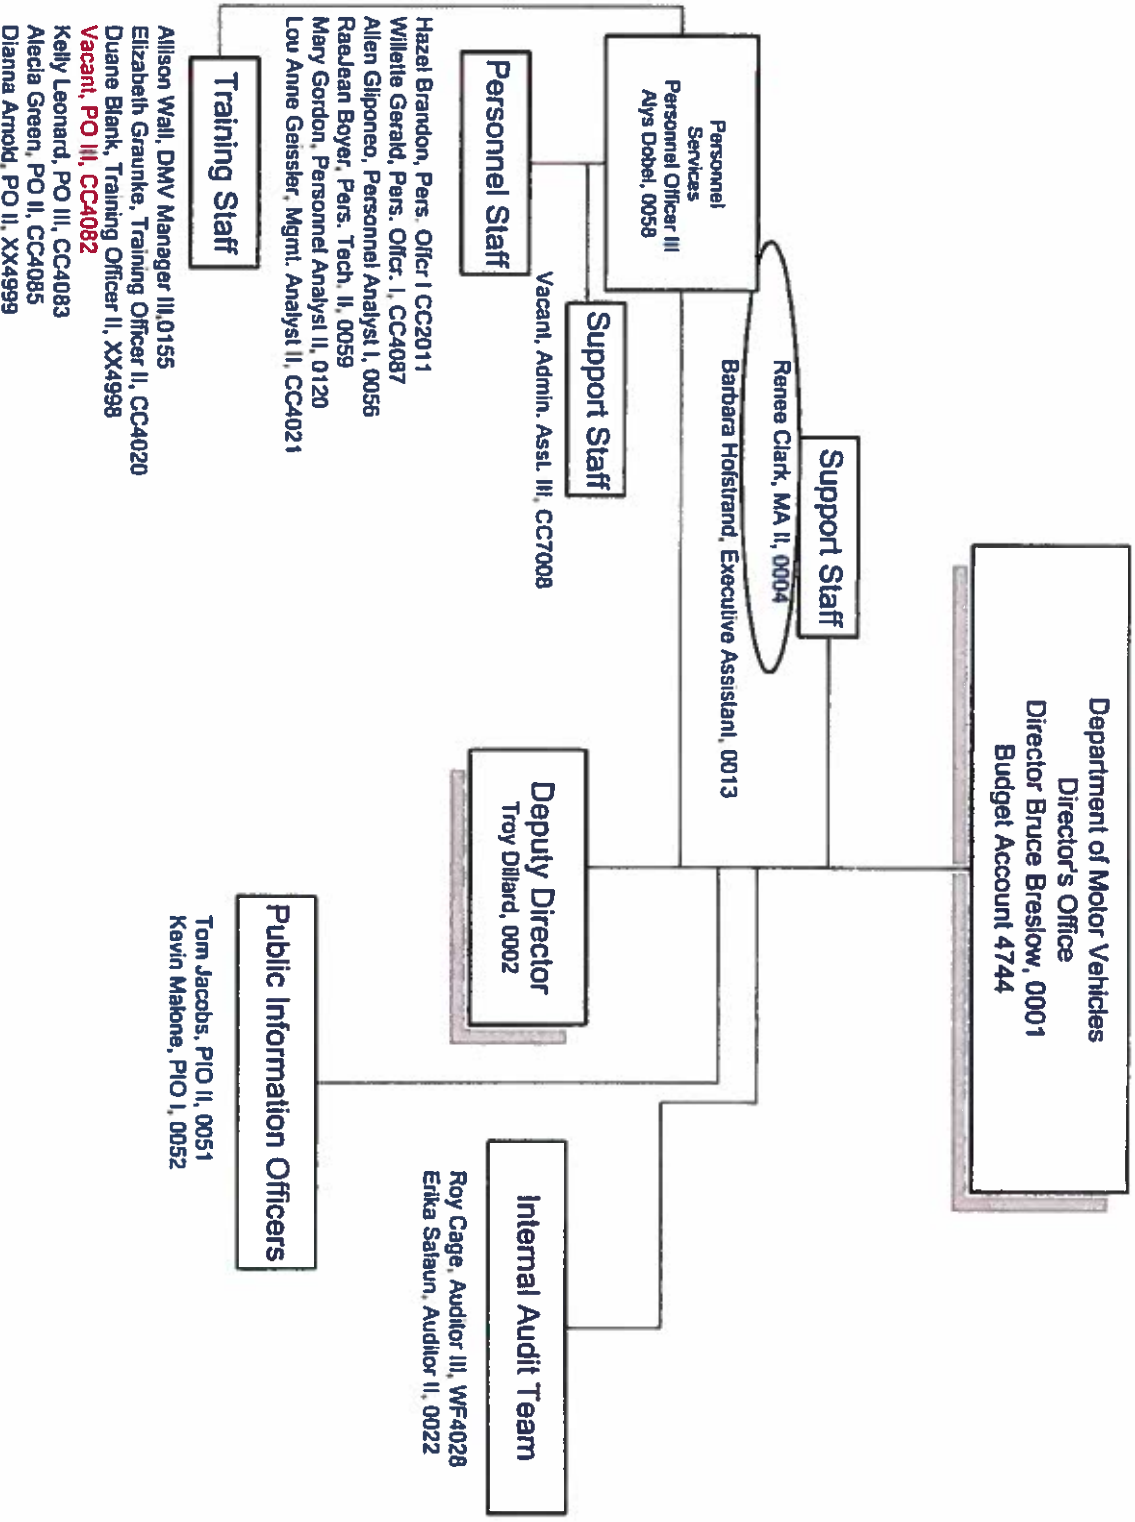 Department of Motor Vehicles
Director's Office
Director Bruce Breslow, 0001
Budget Account 4744
Support Staff
Renee Clark, MA II, 0004
Barbara Hofstrand, Executive Assistant, 0013
Personnel
Services
Personnel Officer III
Alys Dobel, 0058
Support Staff
Vacant, Admin. Asst. III, CC7008
Personnel Staff
Hazel Brandon, Pers. Offcr I CC2011
Willette Gerald, Pers. Offcr. I, CC4087
Allen Gliponeo, Personnel Analyst I, 0056
RaeJean Boyer, Pers. Tech. II, 0059
Mary Gordon, Personnel Analyst II, 0120
Lou Anne Geissler, Mgmt. Analyst II, CC4021
Training Staff
Allison Wall, DMV Manager III,0155
Elizabeth Graunke, Training Officer II, CC4020
Duane Blank, Training Officer II, XX4998
Vacant, PO III, CC4082
Kelly Leonard, PO III, CC4083
Alecia Green, PO II, CC4085
Dianna Arnold, PO II, XX4999
Deputy Director
Troy Dillard, 0002
Public Information Officers
Tom Jacobs, PIO II, 0051
Kevin Malone, PIO I, 0052
Internal Audit Team
Roy Cage, Auditor III, WF4028
Erika Safaun, Auditor II, 0022